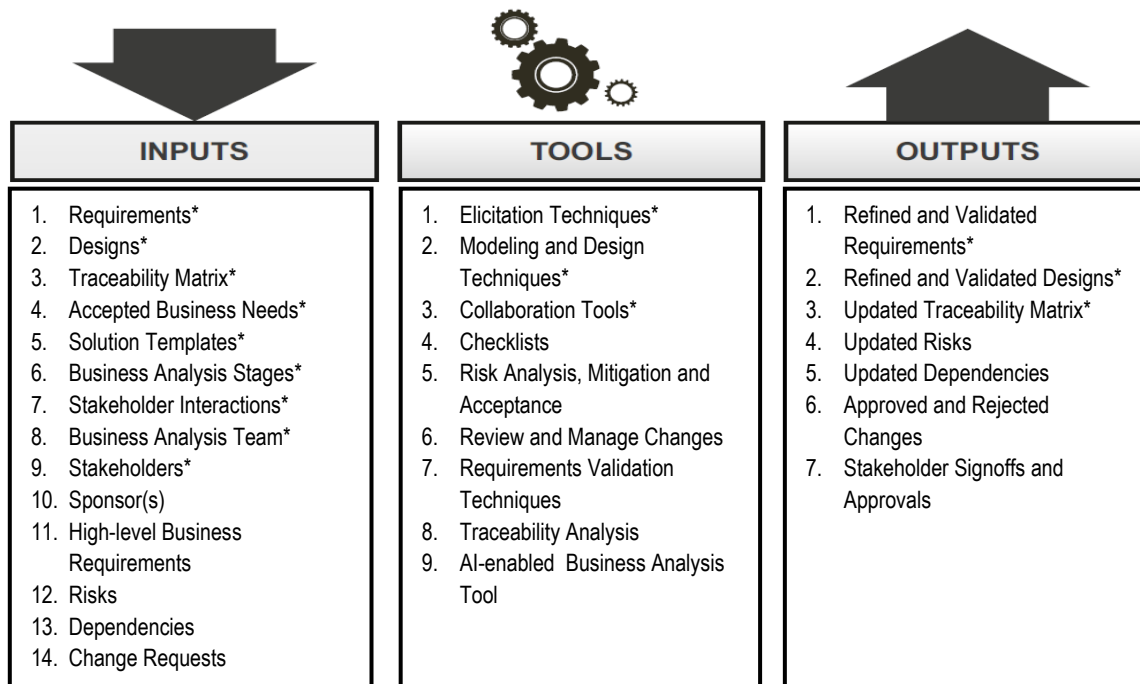 INPUTS
1. Requirements*
2. Designs*
3. Traceability Matrix*
4. Accepted Business Needs*
5. Solution Templates*
6. Business Analysis Stages*
7. Stakeholder Interactions*
8. Business Analysis Team*
9. Stakeholders*
10. Sponsor(s)
11. High-level Business
Requirements
12. Risks
13. Dependencies
14. Change Requests
TOOLS
1. Elicitation Techniques*
2. Modeling and Design
Techniques*
3. Collaboration Tools*
4. Checklists
5. Risk Analysis, Mitigation and
Acceptance
6. Review and Manage Changes
7. Requirements Validation
Techniques
8. Traceability Analysis
9. AI-enabled Business Analysis
Tool
OUTPUTS
1. Refined and Validated
Requirements*
2. Refined and Validated Designs*
3. Updated Traceability Matrix*
4. Updated Risks
5. Updated Dependencies
6. Approved and Rejected
Changes
7. Stakeholder Signoffs and
Approvals